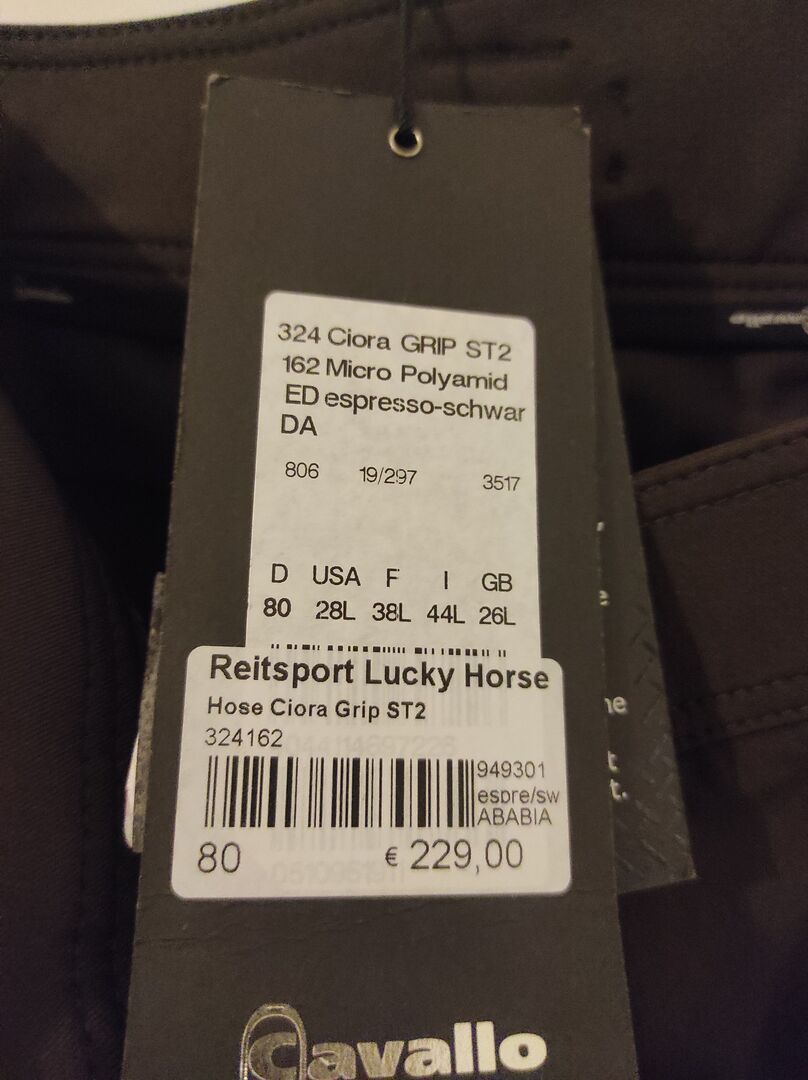 324 Ciora GRIP ST2
162 Micro Polyamid
ED espresso-schwar
DA
806 19/297 3517
D USA F I GB
80 28L 38L 44L 26L
Reitsport Lucky Horse
Hose Ciora Grip ST2
324162
949301
espre/sw
ABABIA
80 € 229,00
Cavallo